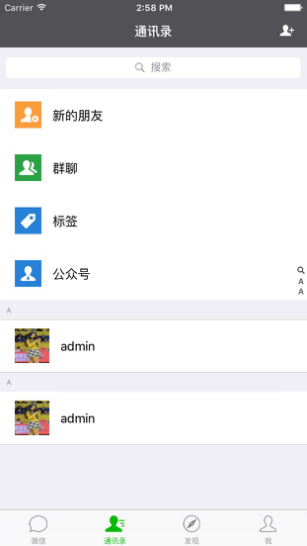 Carrier 2:58 PM
通讯录
搜索
新的朋友
群聊
标签
公众号
A
A
A
admin
A
admin
微信 通讯录 发现 我